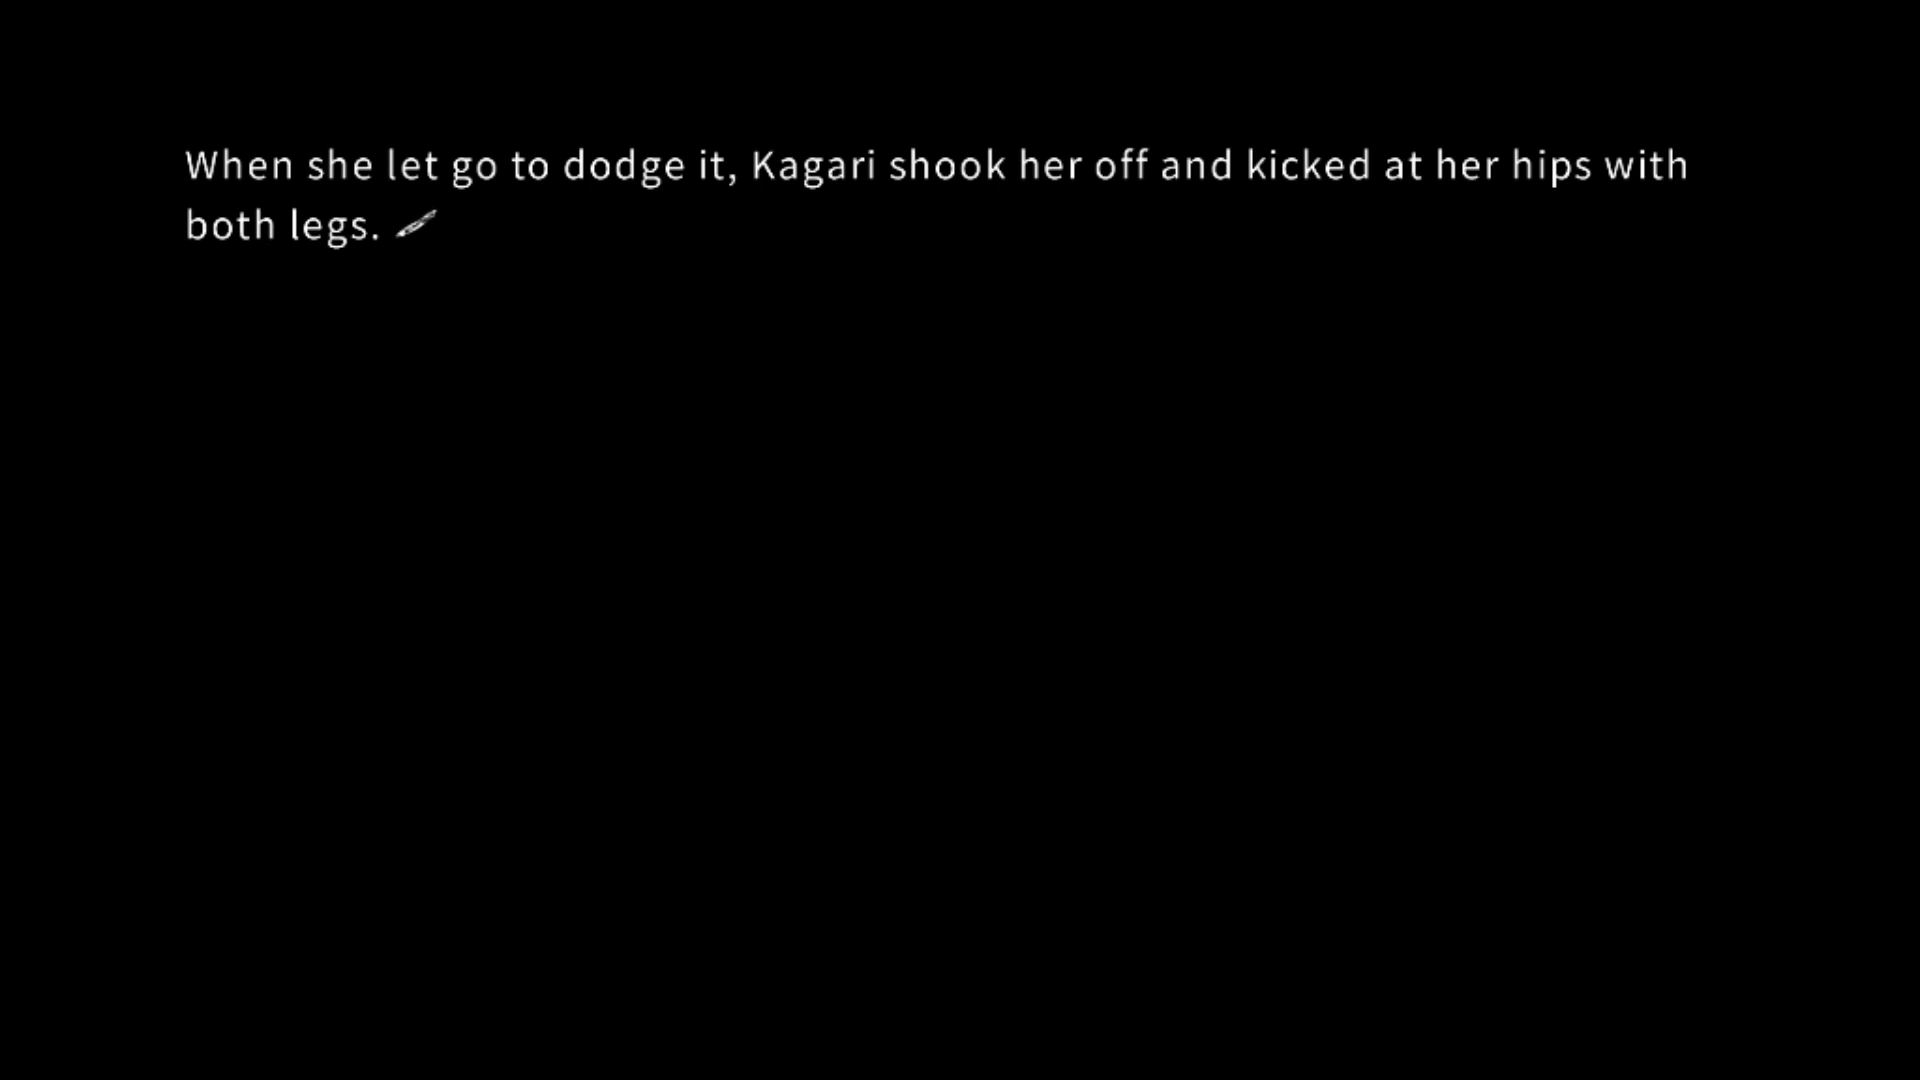 When she let go to dodge it, Kagari shook her off and kicked at her hips with
both legs.